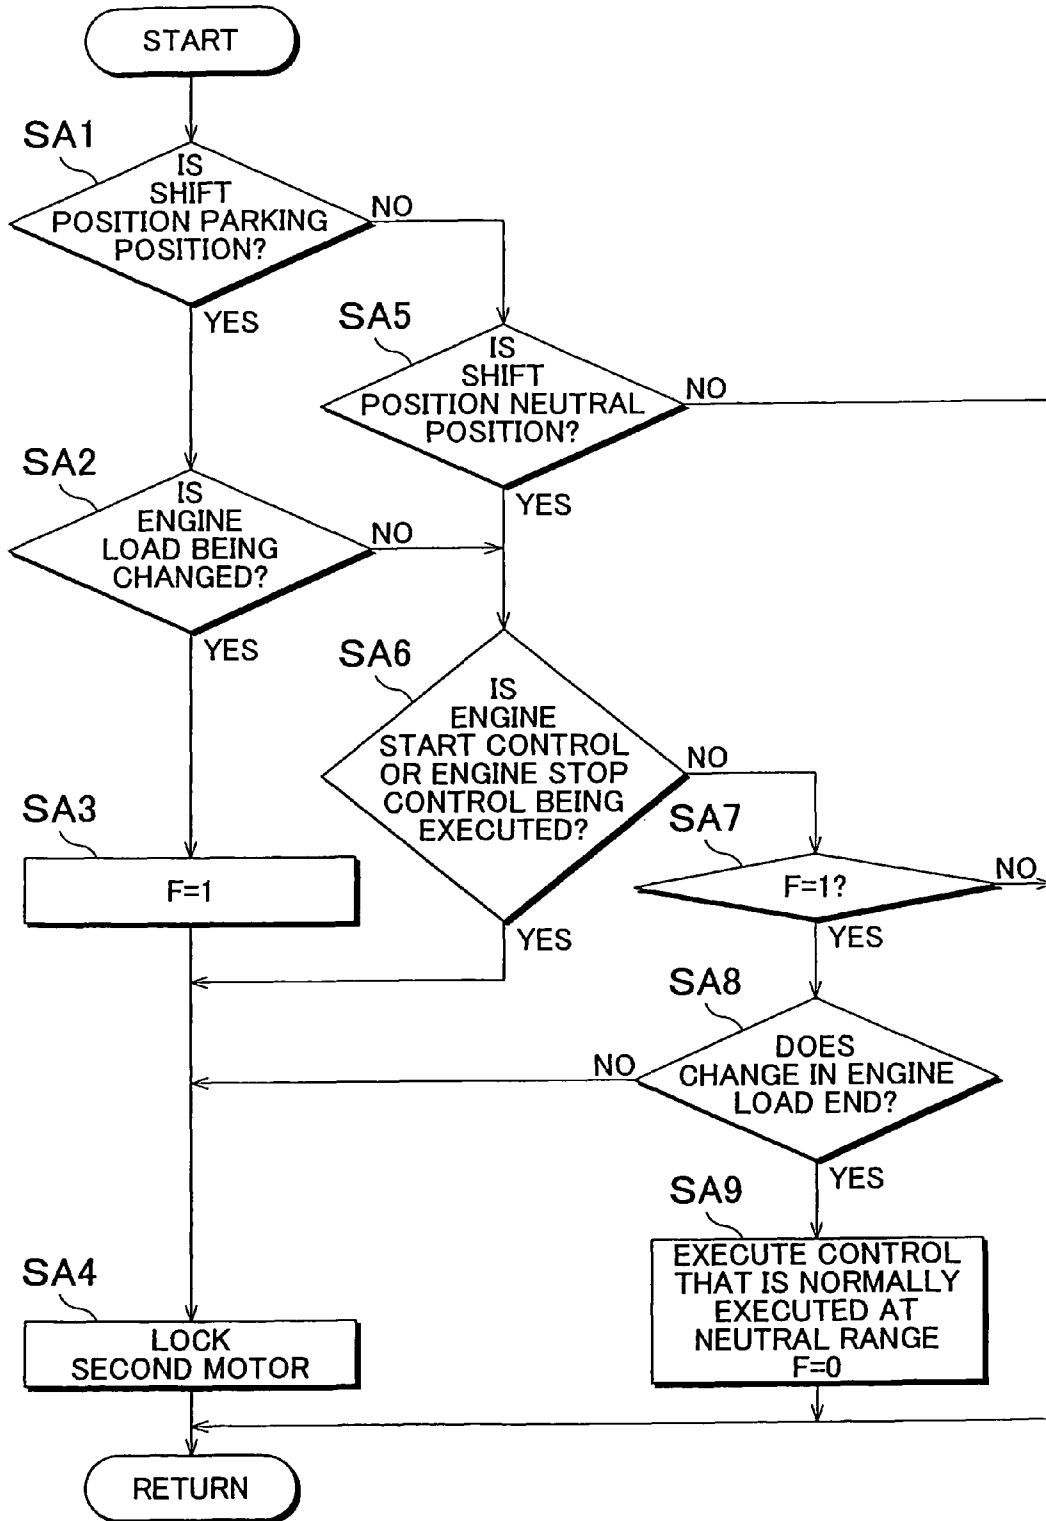 START
SA1
IS
SHIFT
POSITION PARKING
POSITION?
NO
YES
SA5
IS
SHIFT
POSITION NEUTRAL
POSITION?
NO
YES
SA2
IS
ENGINE
LOAD BEING
CHANGED?
NO
YES
SA6
IS
ENGINE
START CONTROL
OR ENGINE STOP
CONTROL BEING
EXECUTED?
NO
YES
SA3
F=1
SA7
F=1?
NO
YES
SA8
DOES
CHANGE IN ENGINE
LOAD END?
NO
YES
SA9
EXECUTE CONTROL
THAT IS NORMALLY
EXECUTED AT
NEUTRAL RANGE
F=0
SA4
LOCK
SECOND MOTOR
RETURN